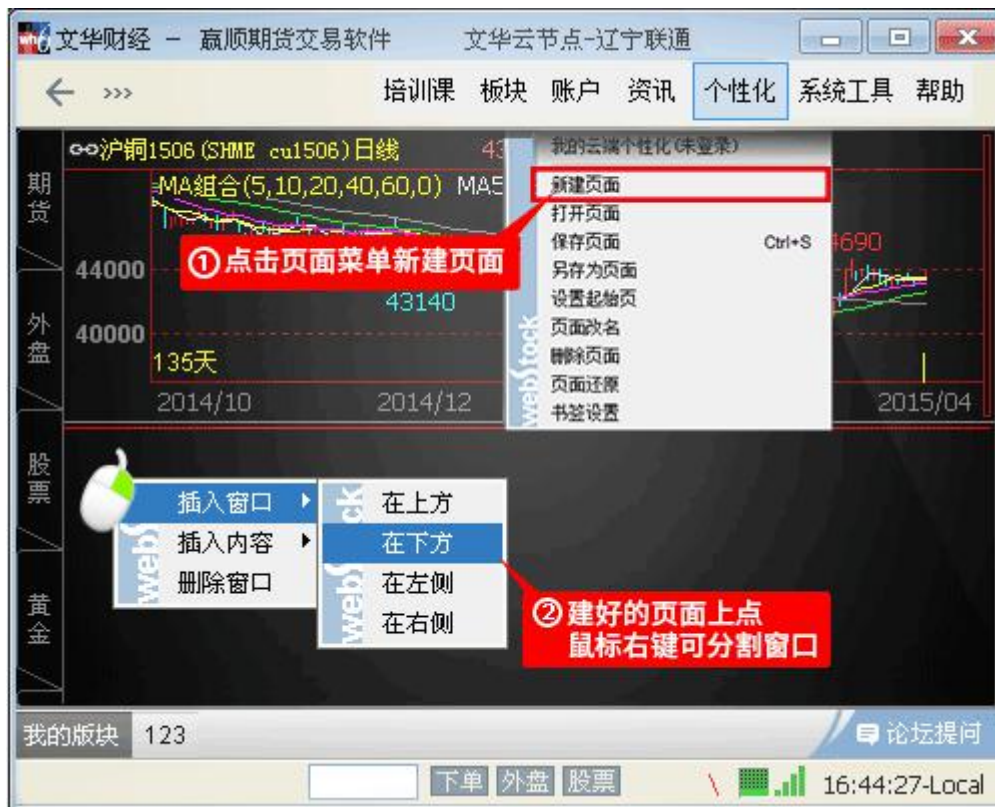 wh6 文华财经 - 赢顺期货交易软件 文华云节点-辽宁联通
>>> 培训课 板块 账户 资讯 个性化 系统工具 帮助
期货
外盘
股票
黄金
沪铜1506(SHME cu1506)日线 43
MA组合(5,10,20,40,60,0) MA5
44000
40000
43140
4690
135天
2014/10 2014/12 2015/04
我的云端个性化(未登录)
新建页面
打开页面
保存页面 Ctrl+S
另存为页面
设置起始页
页面改名
删除页面
页面还原
书签设置
webstock
①点击页面菜单新建页面
插入窗口
插入内容
删除窗口
在上方
在下方
在左侧
在右侧
②建好的页面上点
鼠标右键可分割窗口
我的版块 123 论坛提问
下单 外盘 股票 16:44:27-Local